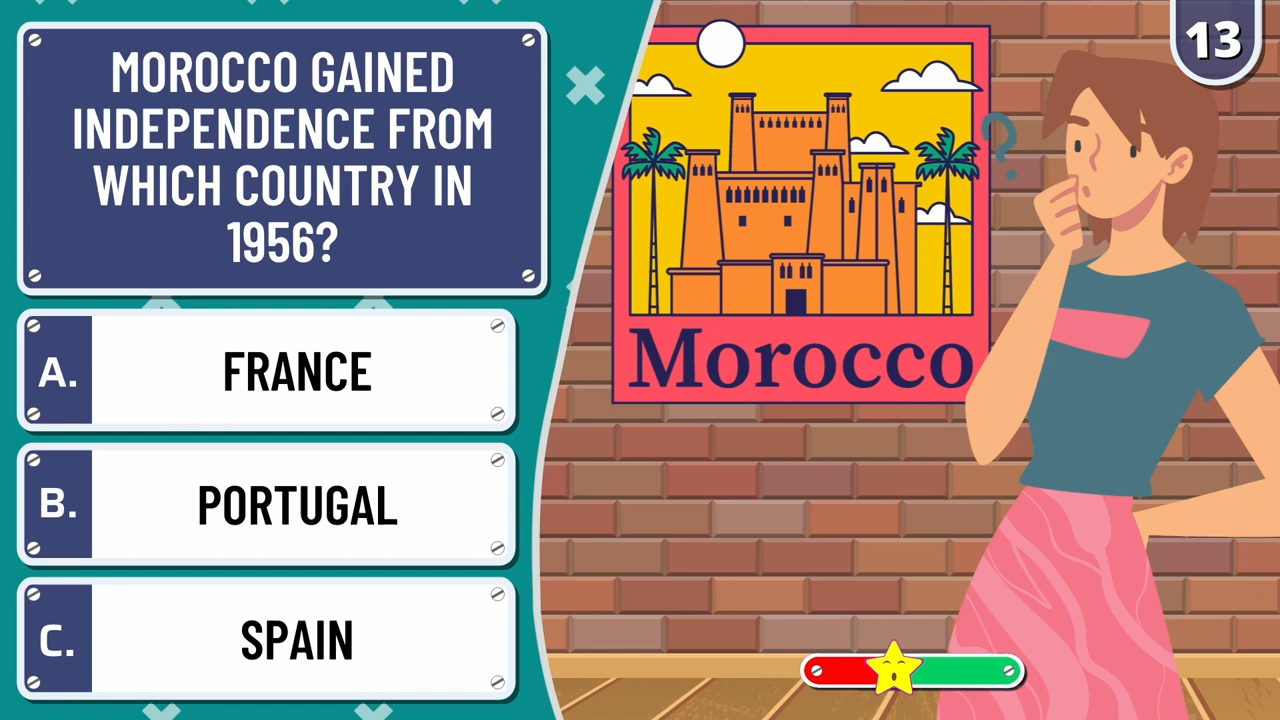 MOROCCO GAINED
INDEPENDENCE FROM
WHICH COUNTRY IN
1956?
A. FRANCE
B. PORTUGAL
C. SPAIN
13
?
Morocco